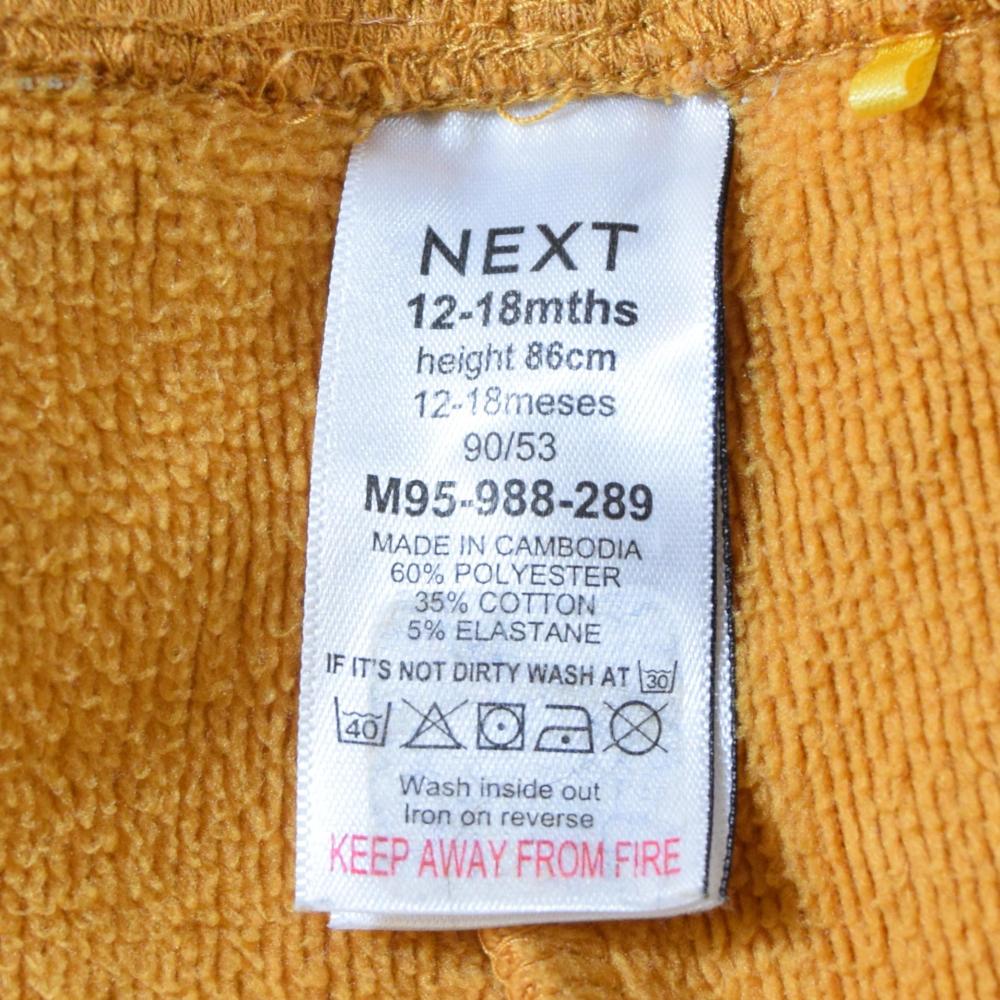 NEXT
12-18mths
height 86cm
12-18meses
90/53
M95-988-289
MADE IN CAMBODIA
60% POLYESTER
35% COTTON
5% ELASTANE
IF IT'S NOT DIRTY WASH AT 30
40
Wash inside out
Iron on reverse
KEEP AWAY FROM FIRE